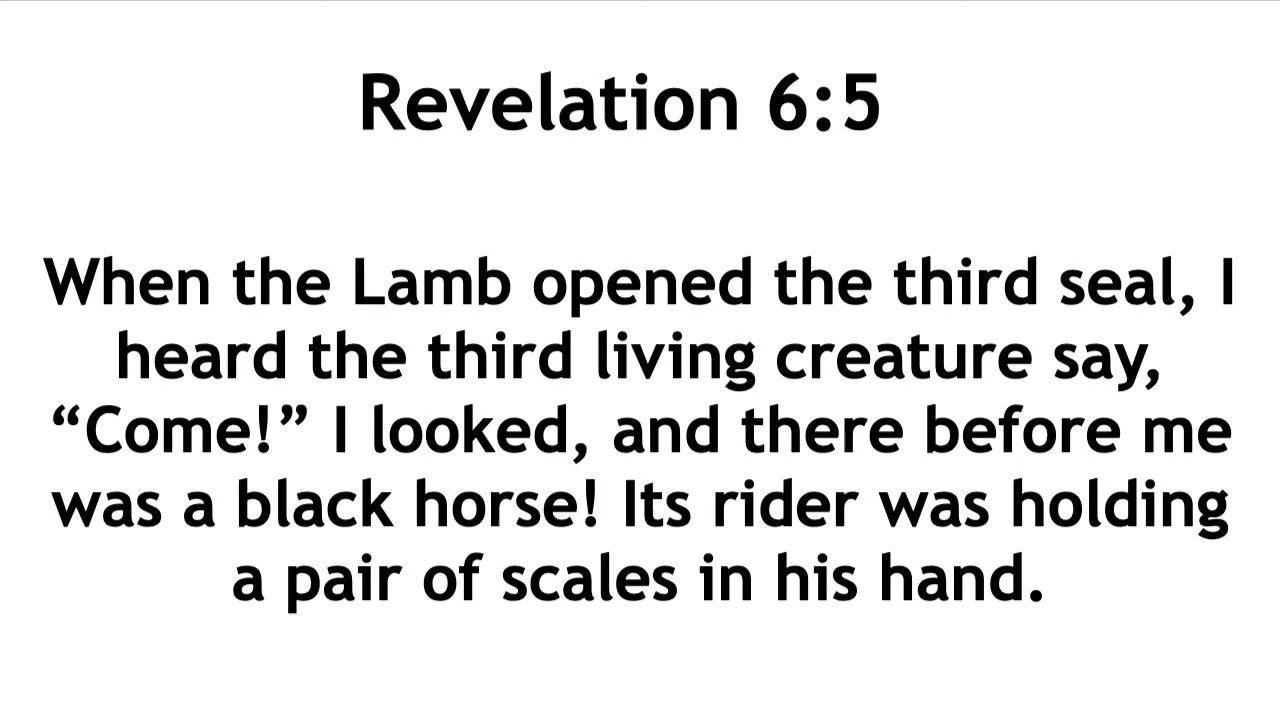 Revelation 6:5
When the Lamb opened the third seal, I
heard the third living creature say,
“Come!” I looked, and there before me
was a black horse! Its rider was holding
a pair of scales in his hand.